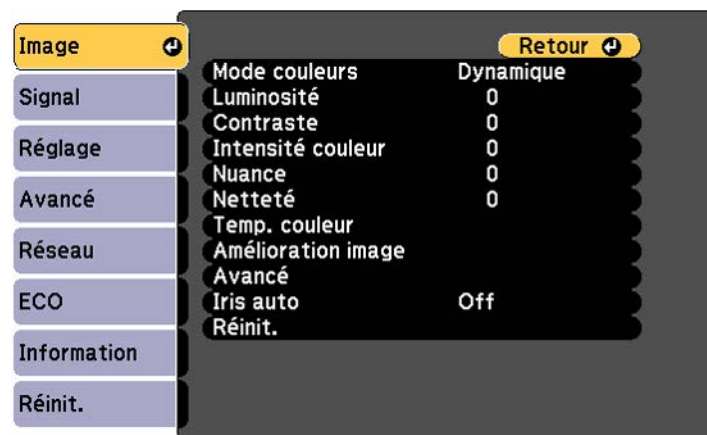 Image
Signal
Réglage
Avancé
Réseau
ECO
Information
Réinit.
Retour
Mode couleurs Dynamique
Luminosité 0
Contraste 0
Intensité couleur 0
Nuance 0
Netteté 0
Temp. couleur
Amélioration image
Avancé
Iris auto Off
Réinit.